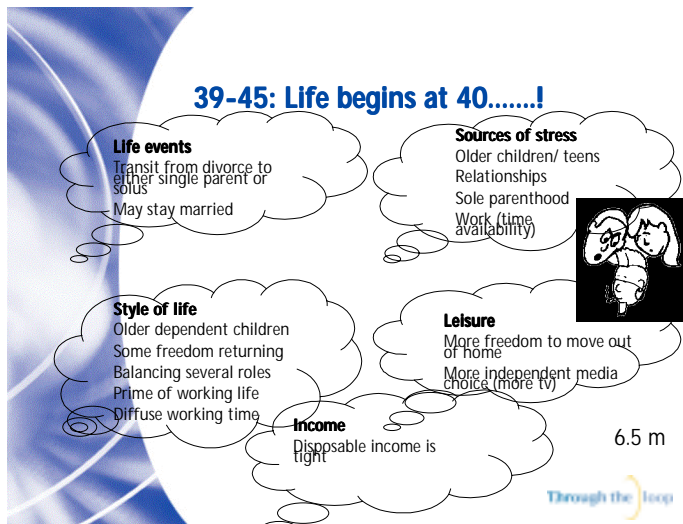 39-45: Life begins at 40.......!
Life events
Transit from divorce to
either single parent or
solus
May stay married
Sources of stress
Older children/ teens
Relationships
Sole parenthood
Work (time
availability)
Style of life
Older dependent children
Some freedom returning
Balancing several roles
Prime of working life
Diffuse working time
Leisure
More freedom to move out
of home
More independent media
choice (more tv)
Income
Disposable income is
tight
6.5 m
Through the loop